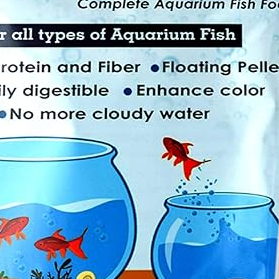 Complete Aquarium Fish Fo
r all types of Aquarium Fish
rotein and Fiber •Floating Pelle
ily digestible •Enhance color
•No more cloudy water